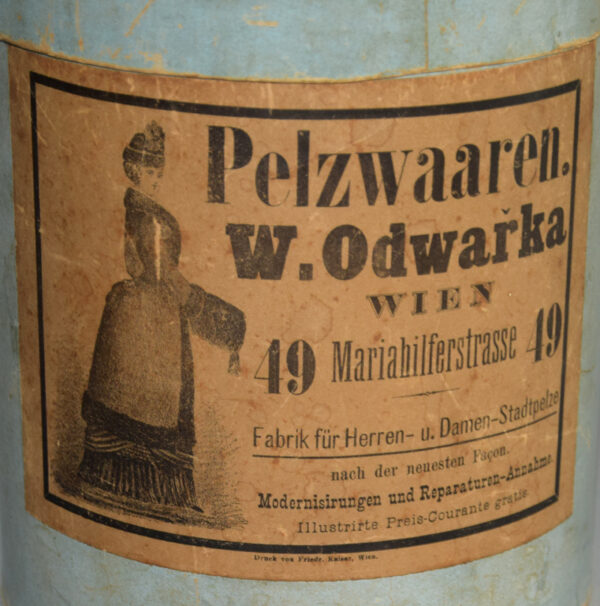 Pelzwaaren.
W. Odwařka
WIEN
49 Mariahilferstrasse 49
Fabrik für Herren- u. Damen-Stadtpelze
nach der neuesten Façon.
Modernisirungen und Reparaturen-Annahme.
Illustrirte Preis-Courante gratis.
Druck von Friedr. Kaiser, Wien.